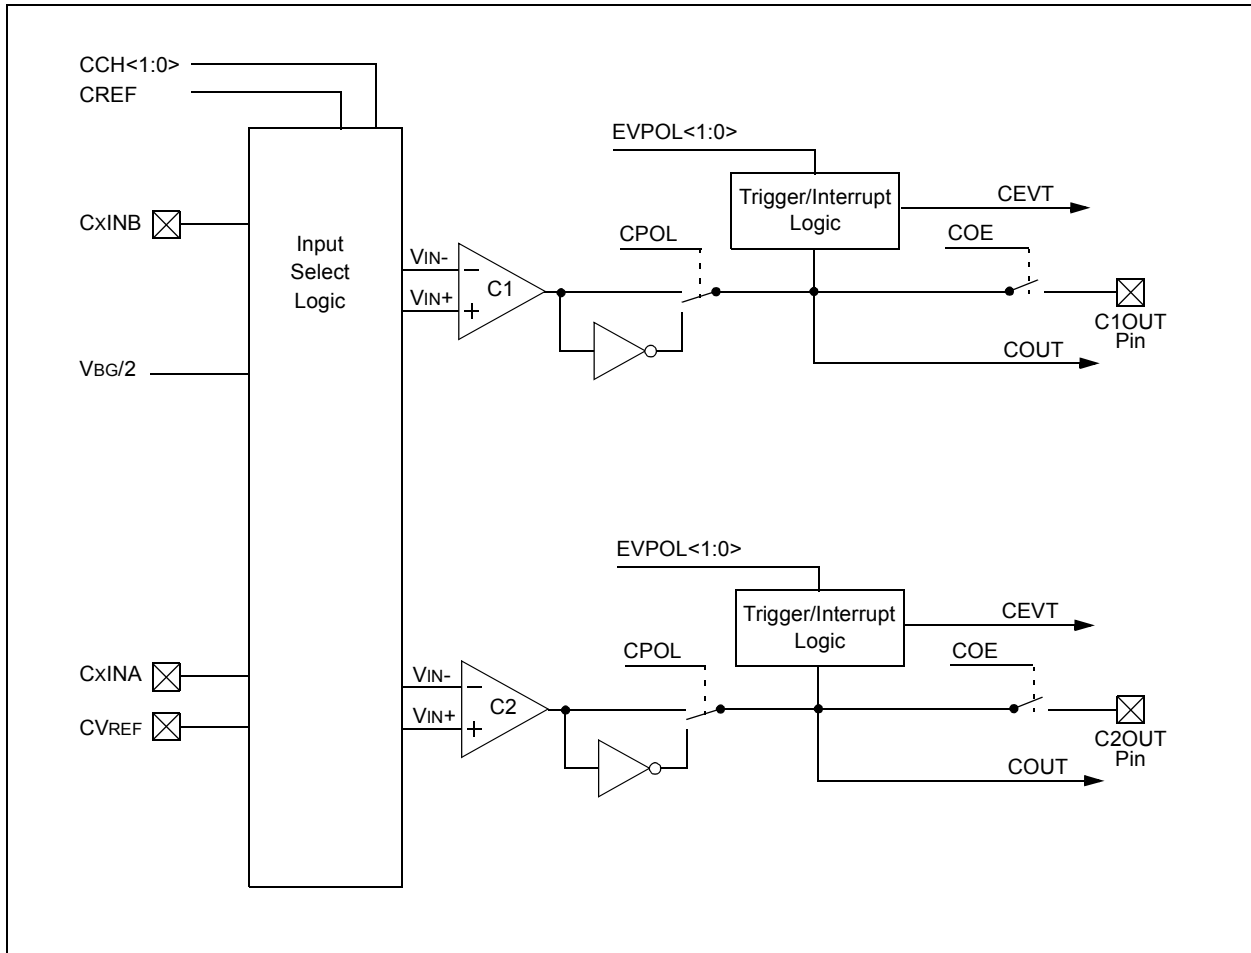 CCH<1:0>
CREF
EVPOL<1:0>
Trigger/Interrupt
Logic
CEVT
CXINB
Input
Select
Logic
CPOL
COE
VIN-
VIN+
−
+
C1
C1OUT
Pin
COUT
VBG/2
EVPOL<1:0>
Trigger/Interrupt
Logic
CEVT
CPOL
COE
CXINA
CVREF
VIN-
VIN+
−
+
C2
C2OUT
Pin
COUT